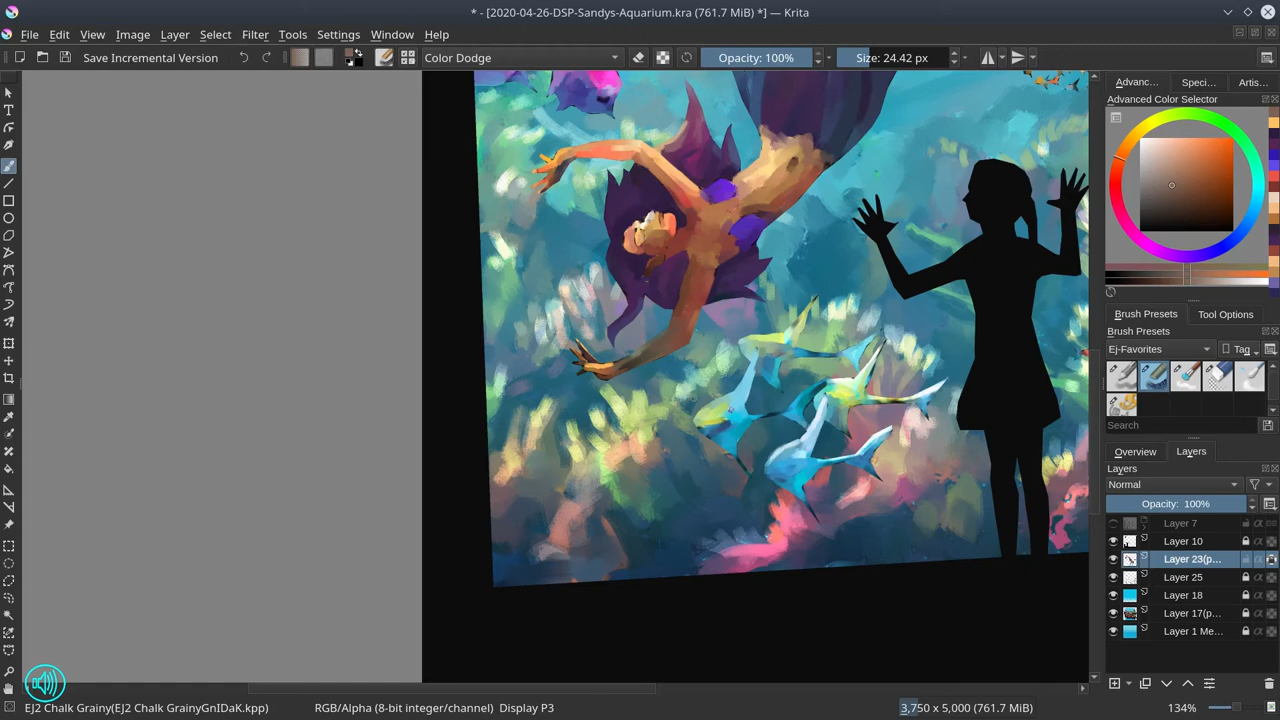 * - [2020-04-26-DSP-Sandys-Aquarium.kra (761.7 MiB) *] — Krita
File Edit View Image Layer Select Filter Tools Settings Window Help
Save Incremental Version Color Dodge Opacity: 100% Size: 24.42 px
Advanc... Speci... Artis...
Advanced Color Selector
Brush Presets Tool Options
Brush Presets
Ej-Favorites Tag
Search
Overview Layers
Layers
Normal
Opacity: 100%
Layer 7
Layer 10
Layer 23(p...
Layer 25
Layer 18
Layer 17(p...
Layer 1 Me...
EJ2 Chalk Grainy(EJ2 Chalk GrainyGnIDaK.kpp) RGB/Alpha (8-bit integer/channel) Display P3 3,750 x 5,000 (761.7 MiB) 134%